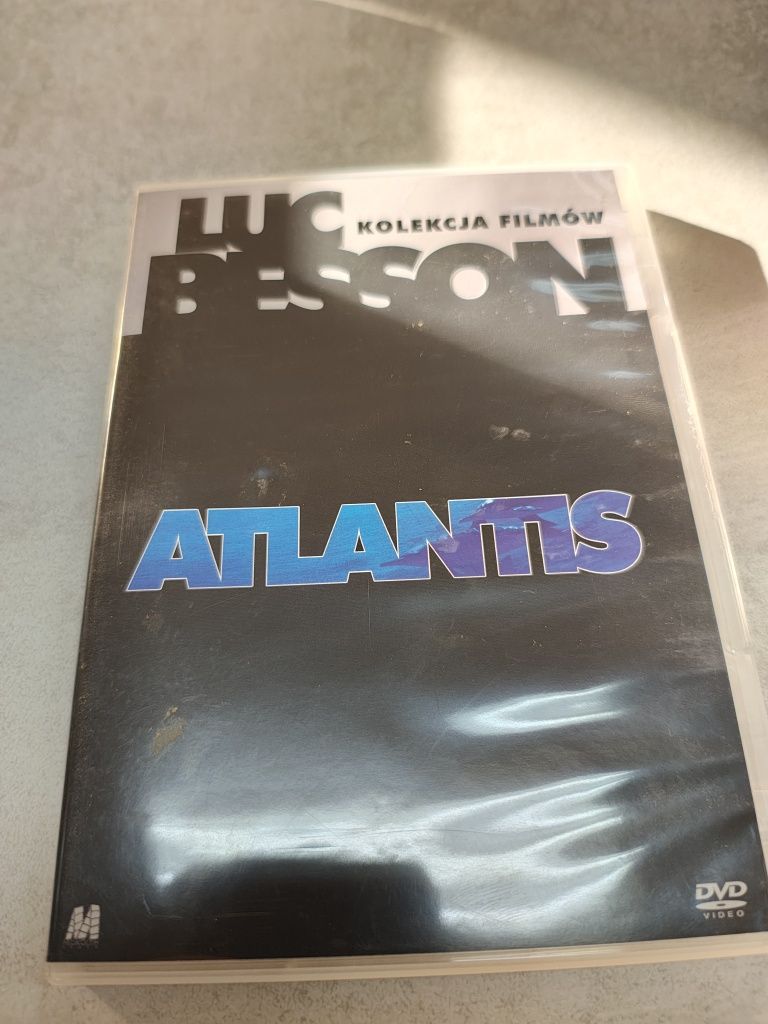 LUC
KOLEKCJA FILMÓW
BESSON
ATLANTIS
DVD
VIDEO